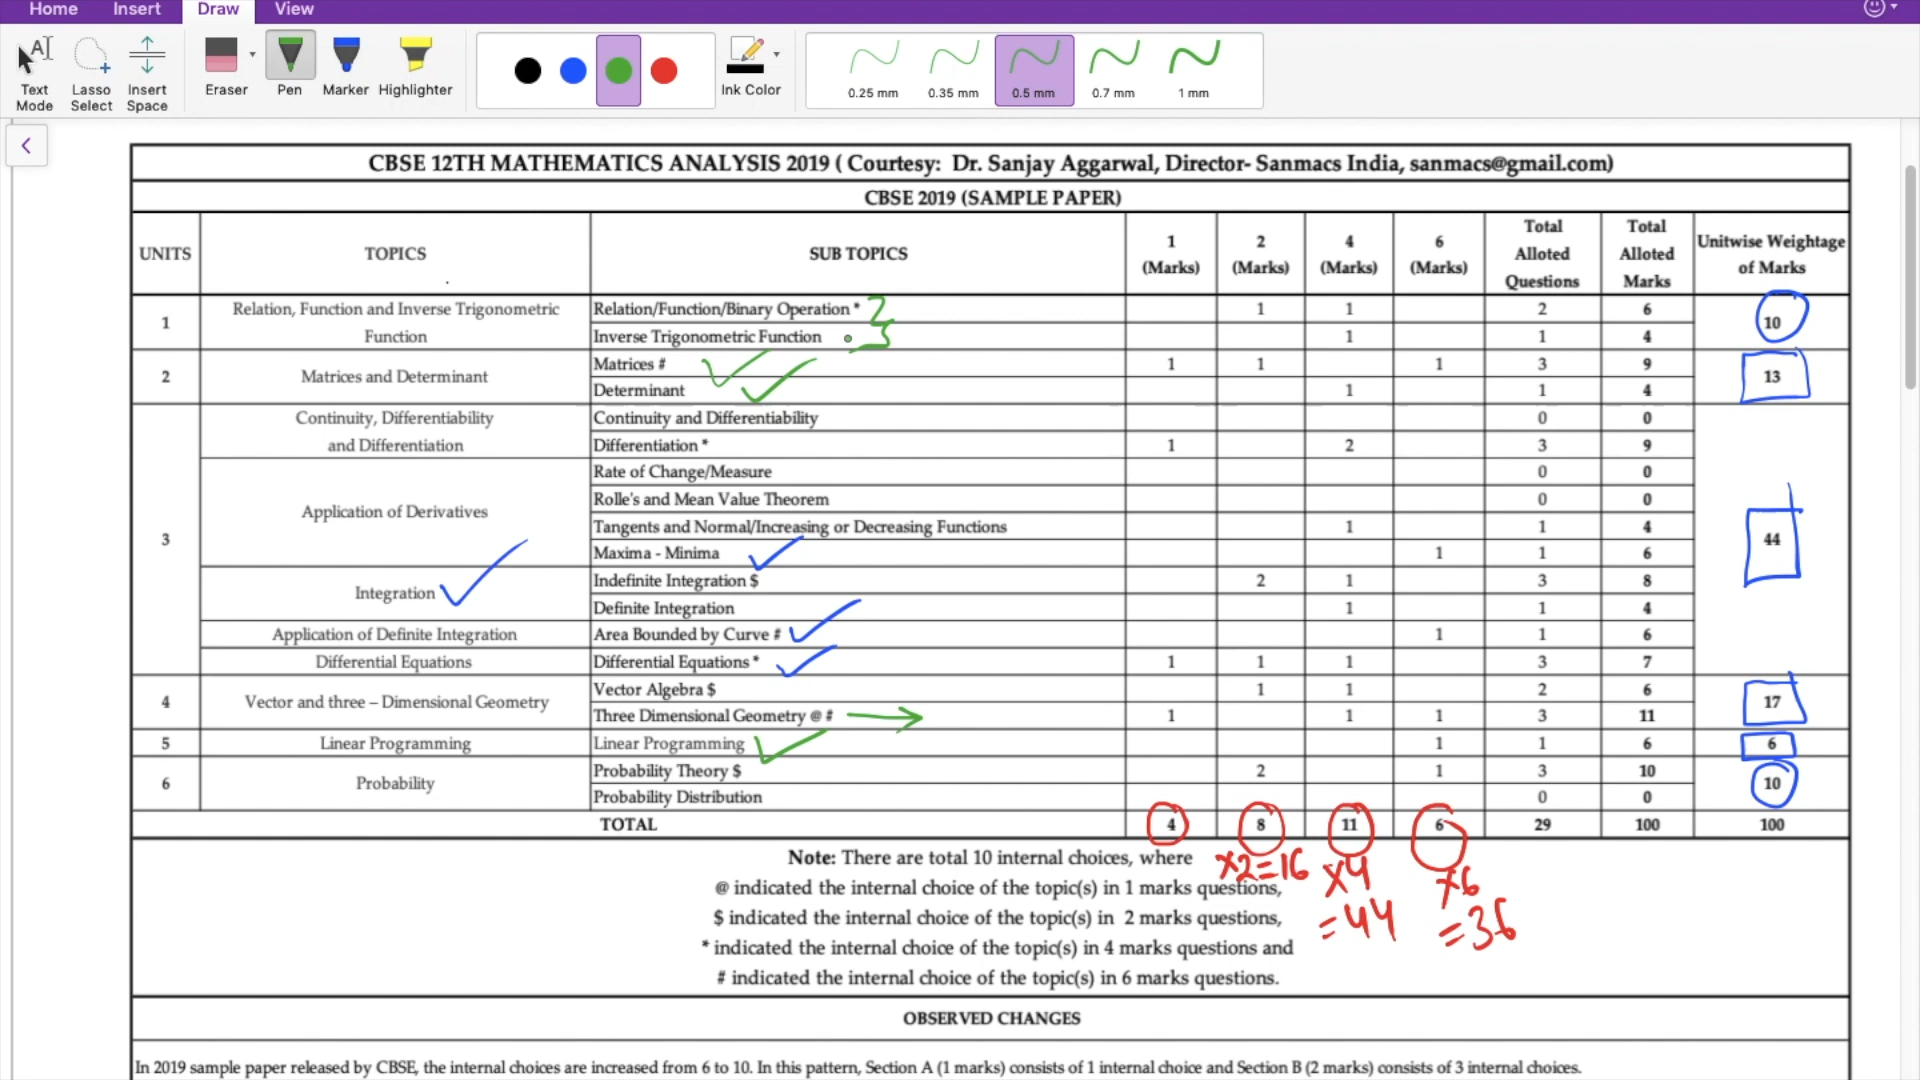 Home Insert Draw View
Text Mode Lasso Select Insert Space Eraser Pen Marker Highlighter Ink Color 0.25 mm 0.35 mm 0.5 mm 0.7 mm 1 mm
CBSE 12TH MATHEMATICS ANALYSIS 2019 ( Courtesy: Dr. Sanjay Aggarwal, Director- Sanmacs India, sanmacs@gmail.com)
CBSE 2019 (SAMPLE PAPER)
UNITS TOPICS SUB TOPICS 1 (Marks) 2 (Marks) 4 (Marks) 6 (Marks) Total Alloted Questions Total Alloted Marks Unitwise Weightage of Marks
1 Relation, Function and Inverse Trigonometric Function Relation/Function/Binary Operation * 1 1 2 6 10
Inverse Trigonometric Function 1 1 4
2 Matrices and Determinant Matrices # 1 1 1 3 9 13
Determinant 1 1 4
3 Continuity, Differentiability and Differentiation Continuity and Differentiability 0 0 44
Differentiation * 1 2 3 9
Application of Derivatives Rate of Change/Measure 0 0
Rolle's and Mean Value Theorem 0 0
Tangents and Normal/Increasing or Decreasing Functions 1 1 4
Maxima - Minima 1 1 6
Integration Indefinite Integration $ 2 1 3 8
Definite Integration 1 1 4
Application of Definite Integration Area Bounded by Curve # 1 1 6
Differential Equations Differential Equations * 1 1 1 3 7
4 Vector and three – Dimensional Geometry Vector Algebra $ 1 1 2 6 17
Three Dimensional Geometry @ # 1 1 1 3 11
5 Linear Programming Linear Programming 1 1 6 6
6 Probability Probability Theory $ 2 1 3 10 10
Probability Distribution 0 0
TOTAL 4 8 11 6 29 100 100
×2=16 ×4 =44 ×6 =36
Note: There are total 10 internal choices, where
@ indicated the internal choice of the topic(s) in 1 marks questions,
$ indicated the internal choice of the topic(s) in 2 marks questions,
* indicated the internal choice of the topic(s) in 4 marks questions and
# indicated the internal choice of the topic(s) in 6 marks questions.
OBSERVED CHANGES
In 2019 sample paper released by CBSE, the internal choices are increased from 6 to 10. In this pattern, Section A (1 marks) consists of 1 internal choice and Section B (2 marks) consists of 3 internal choices.